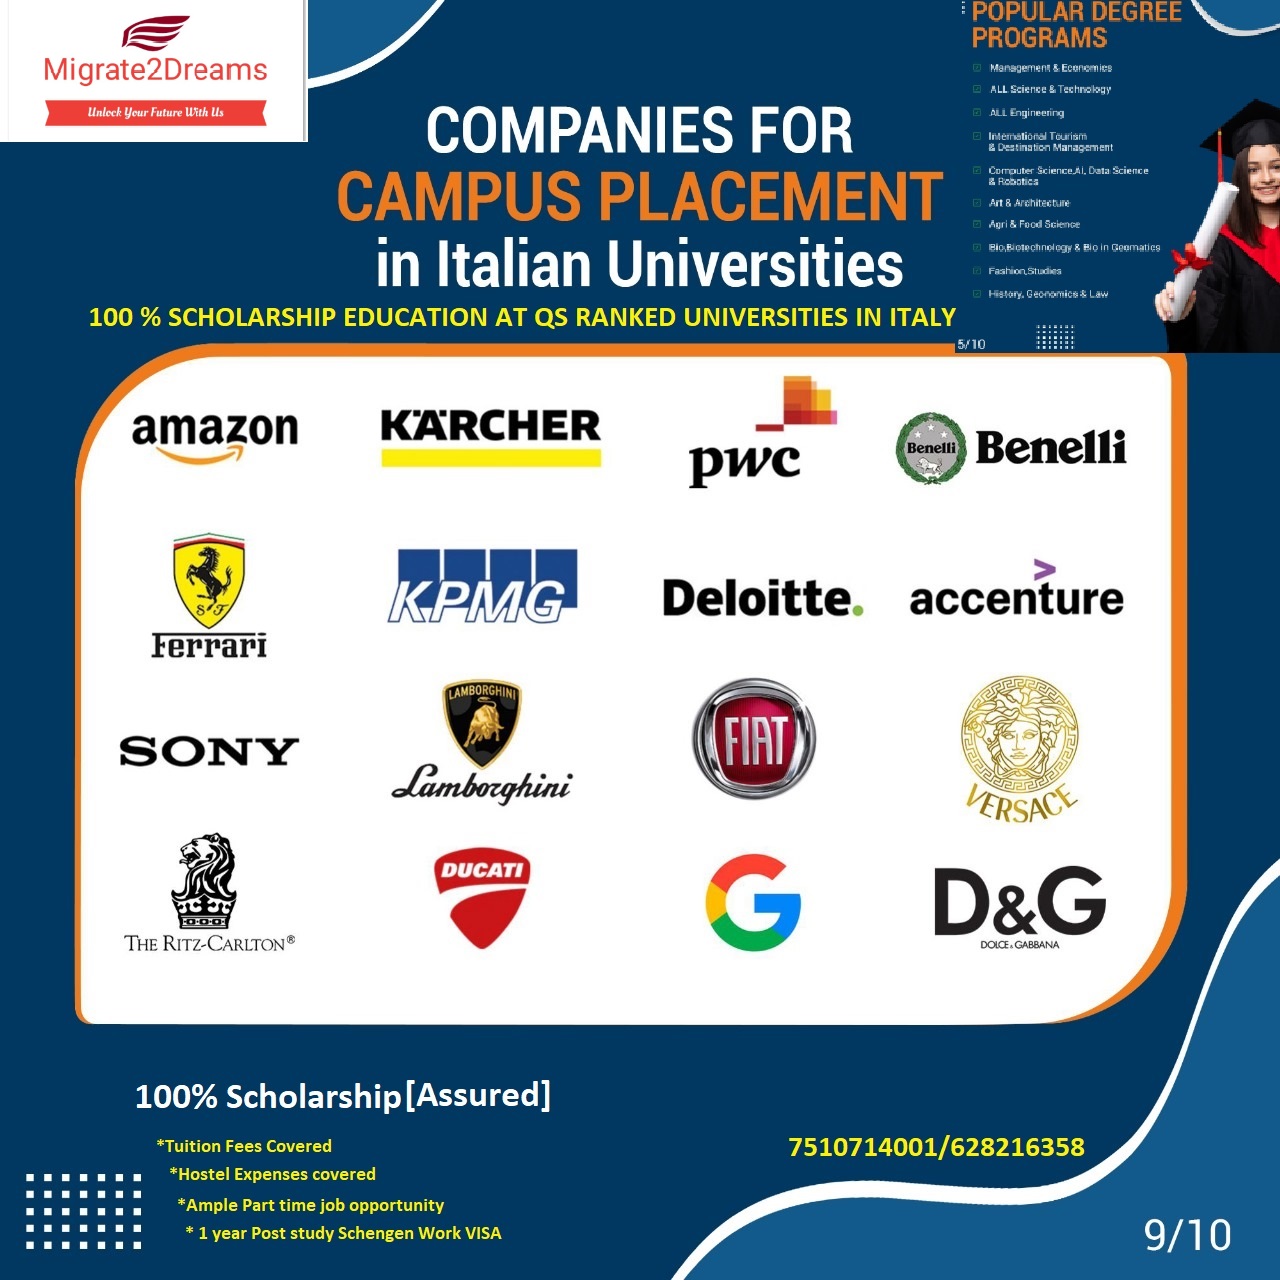 Migrate2Dreams
Unlock Your Future With Us
COMPANIES FOR
CAMPUS PLACEMENT
in Italian Universities
100 % SCHOLARSHIP EDUCATION AT QS RANKED UNIVERSITIES IN ITALY
POPULAR DEGREE
PROGRAMS
Management & Economics
ALL Science & Technology
ALL Engineering
International Tourism
& Destination Management
Computer Science,AI, Data Science
& Robotics
Art & Architecture
Agri & Food Science
Bio,Biotechnology & Bio in Geomatics
Fashion,Studies
History, Geonomics & Law
5/10
amazon
KÄRCHER
pwc
Benelli
Benelli
S F
Ferrari
KPMG
Deloitte.
accenture
SONY
LAMBORGHINI
Lamborghini
FIAT
VERSACE
THE RITZ-CARLTON®
DUCATI
G
D&G
DOLCE & GABBANA
100% Scholarship[Assured]
*Tuition Fees Covered
*Hostel Expenses covered
*Ample Part time job opportunity
* 1 year Post study Schengen Work VISA
7510714001/628216358
9/10